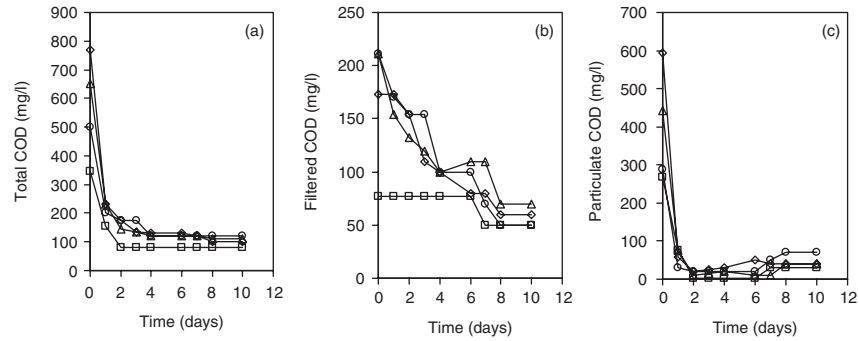 (a)
Total COD (mg/l)
900
800
700
600
500
400
300
200
100
0
0 2 4 6 8 10 12
Time (days)
(b)
Filtered COD (mg/l)
250
200
150
100
50
0
0 2 4 6 8 10 12
Time (days)
(c)
Particulate COD (mg/l)
700
600
500
400
300
200
100
0
0 2 4 6 8 10 12
Time (days)